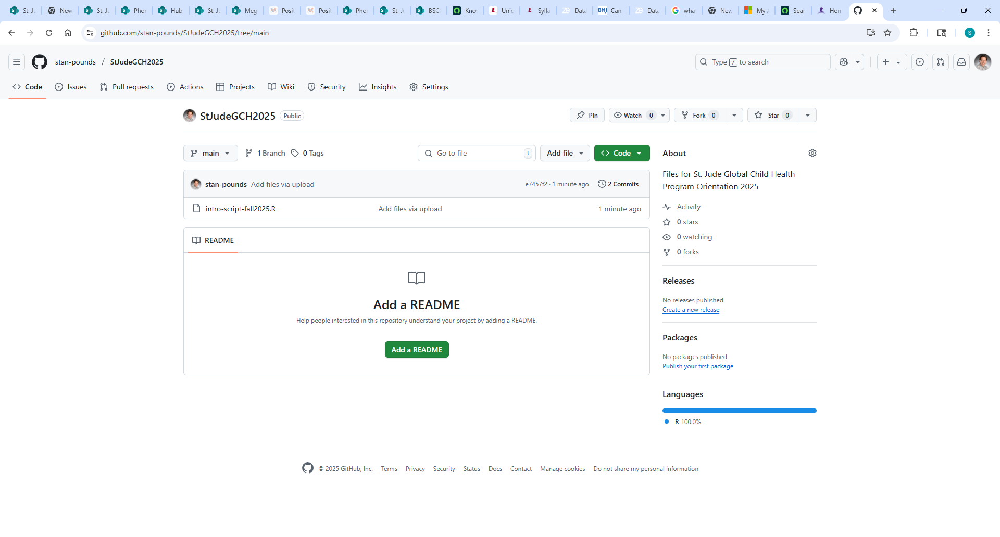 St. Ju
New
St. Ju
Phor
Hub
St. Ju
Meg
Posit
Posit
Phor
St. Ju
BSC
Know
Unio
Sylla
Data
BMJ Can
Data
what
New
My A
Sear
Hom
github.com/stan-pounds/StJudeGCH2025/tree/main
S
stan-pounds / StJudeGCH2025
Type / to search
Code
Issues
Pull requests
Actions
Projects
Wiki
Security
Insights
Settings
StJudeGCH2025 Public
Pin
Watch 0
Fork 0
Star 0
main
1 Branch
0 Tags
Go to file t
Add file
Code
stan-pounds Add files via upload
e7457f2 · 1 minute ago
2 Commits
intro-script-fall2025.R Add files via upload 1 minute ago
README
Add a README
Help people interested in this repository understand your project by adding a README.
Add a README
About
Files for St. Jude Global Child Health
Program Orientation 2025
Activity
0 stars
0 watching
0 forks
Releases
No releases published
Create a new release
Packages
No packages published
Publish your first package
Languages
R 100.0%
© 2025 GitHub, Inc. Terms Privacy Security Status Docs Contact Manage cookies Do not share my personal information